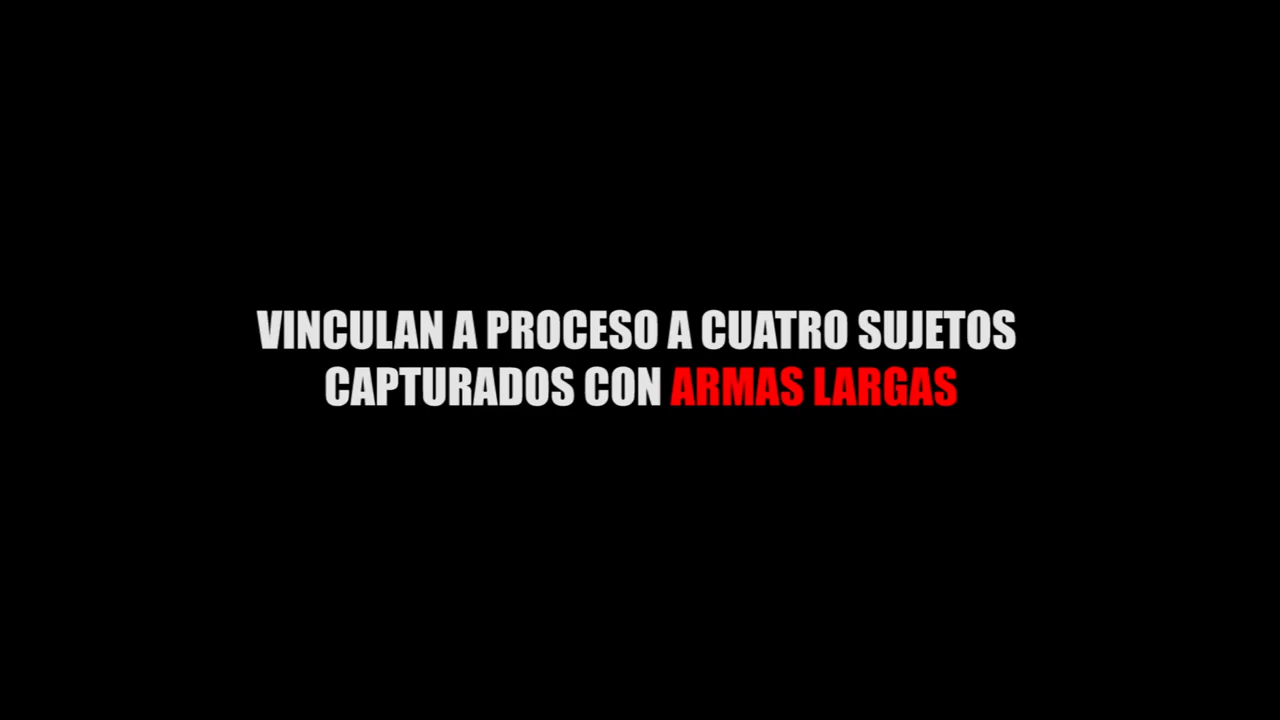 VINCULAN A PROCESO A CUATRO SUJETOS
CAPTURADOS CON ARMAS LARGAS